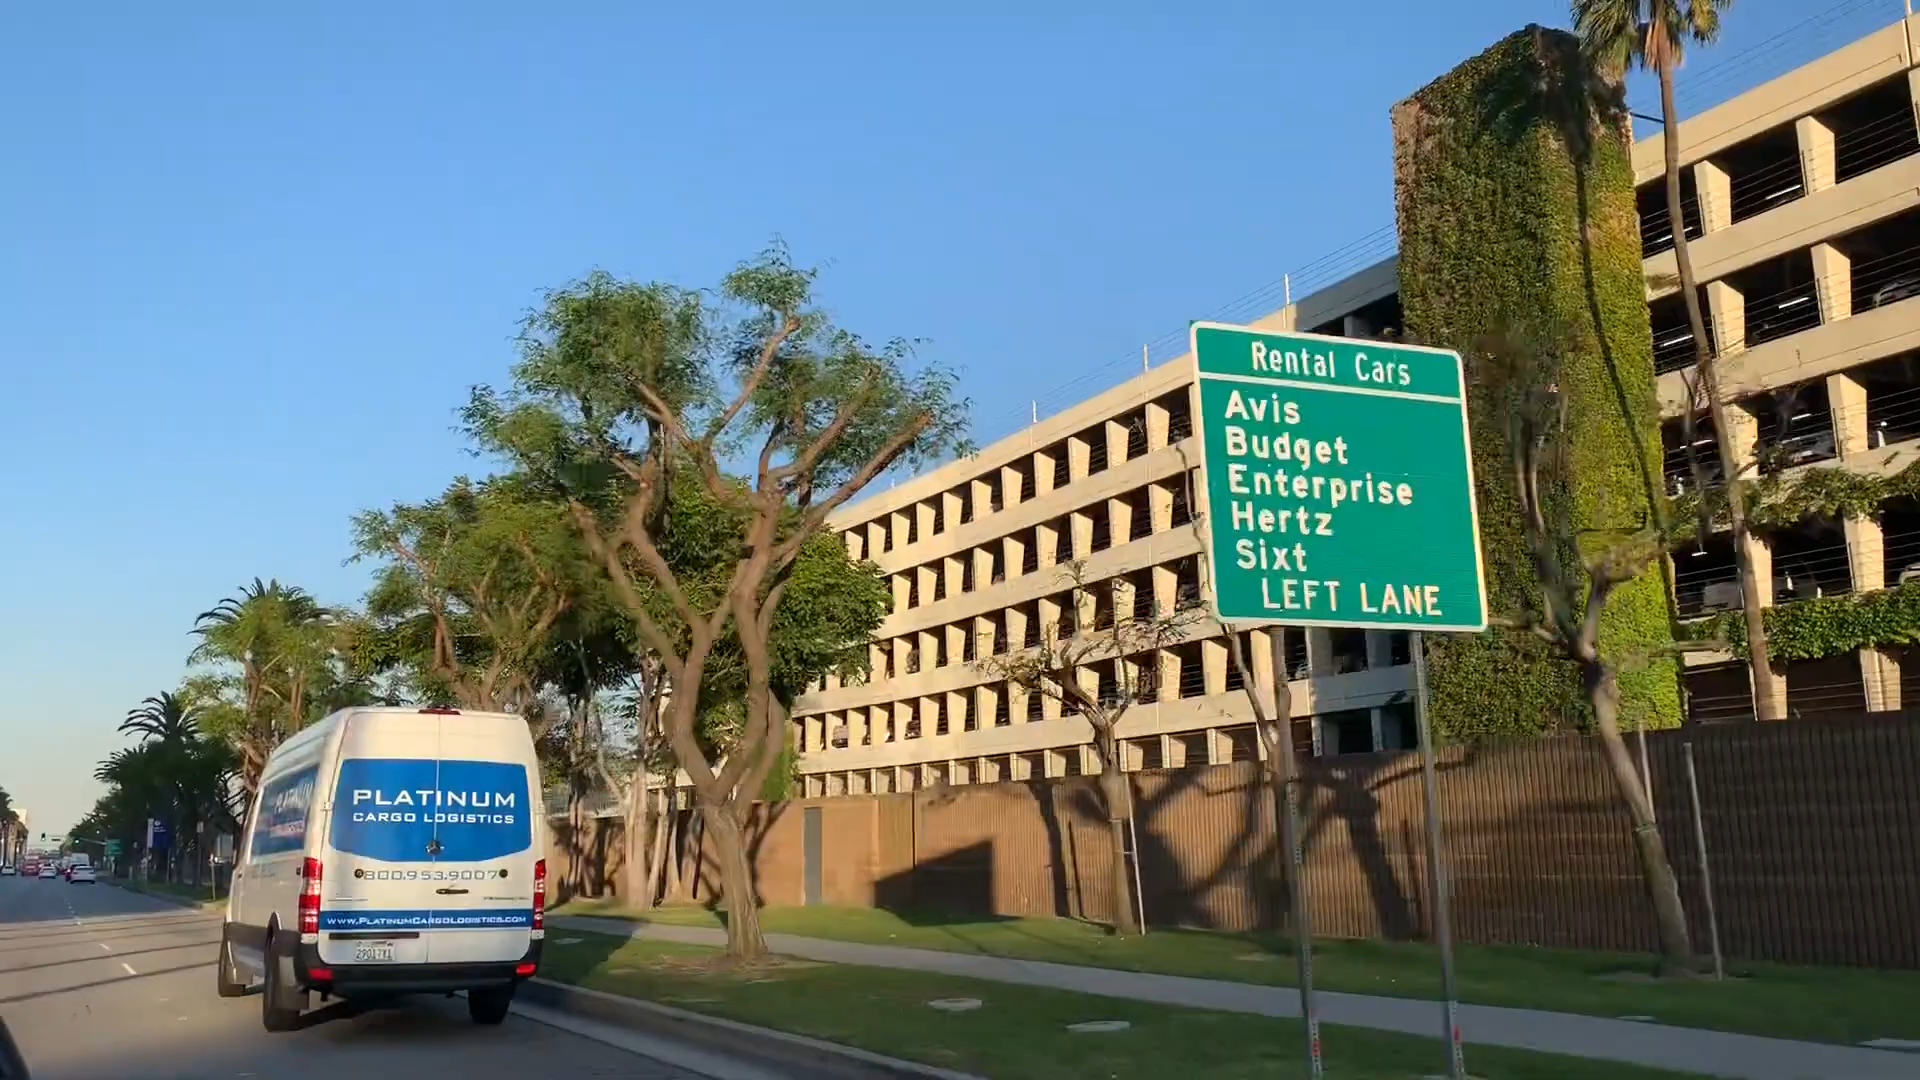 Rental Cars
Avis
Budget
Enterprise
Hertz
Sixt
LEFT LANE
PLATINUM
CARGO LOGISTICS
800.953.9007
www.PlatinumCargoLogistics.com